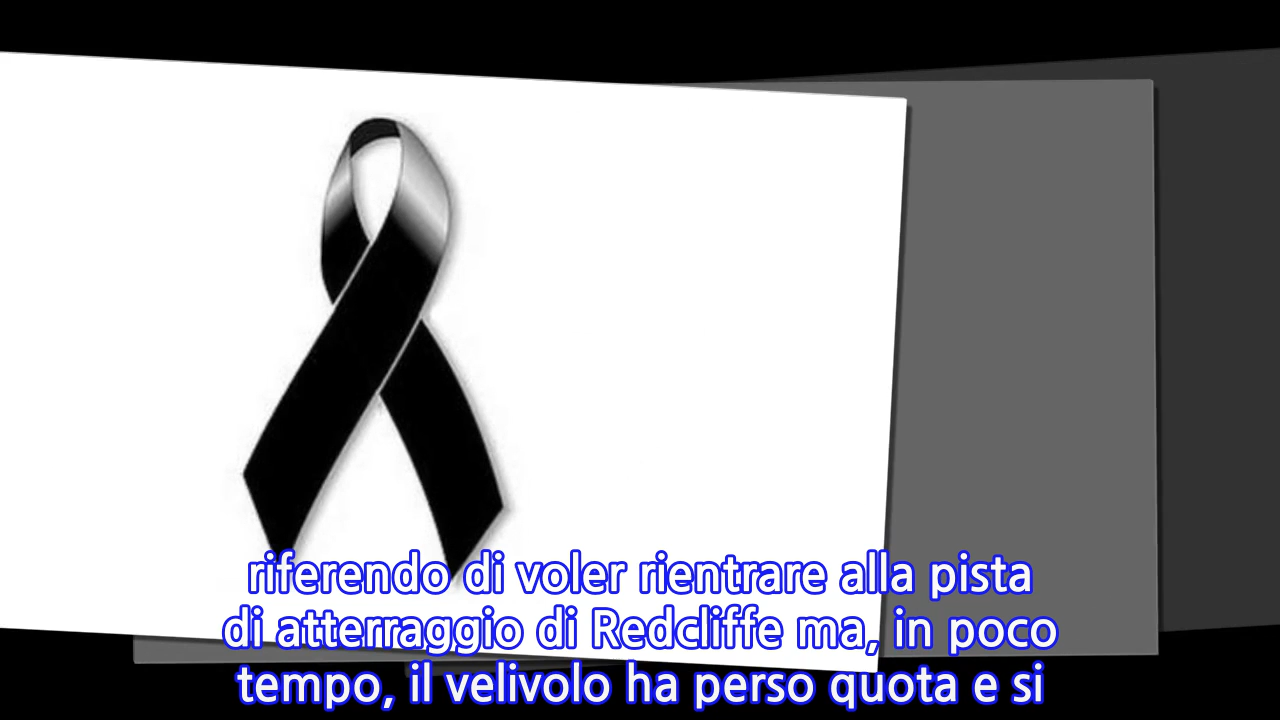 riferendo di voler rientrare alla pista
di atterraggio di Redcliffe ma, in poco
tempo, il velivolo ha perso quota e si